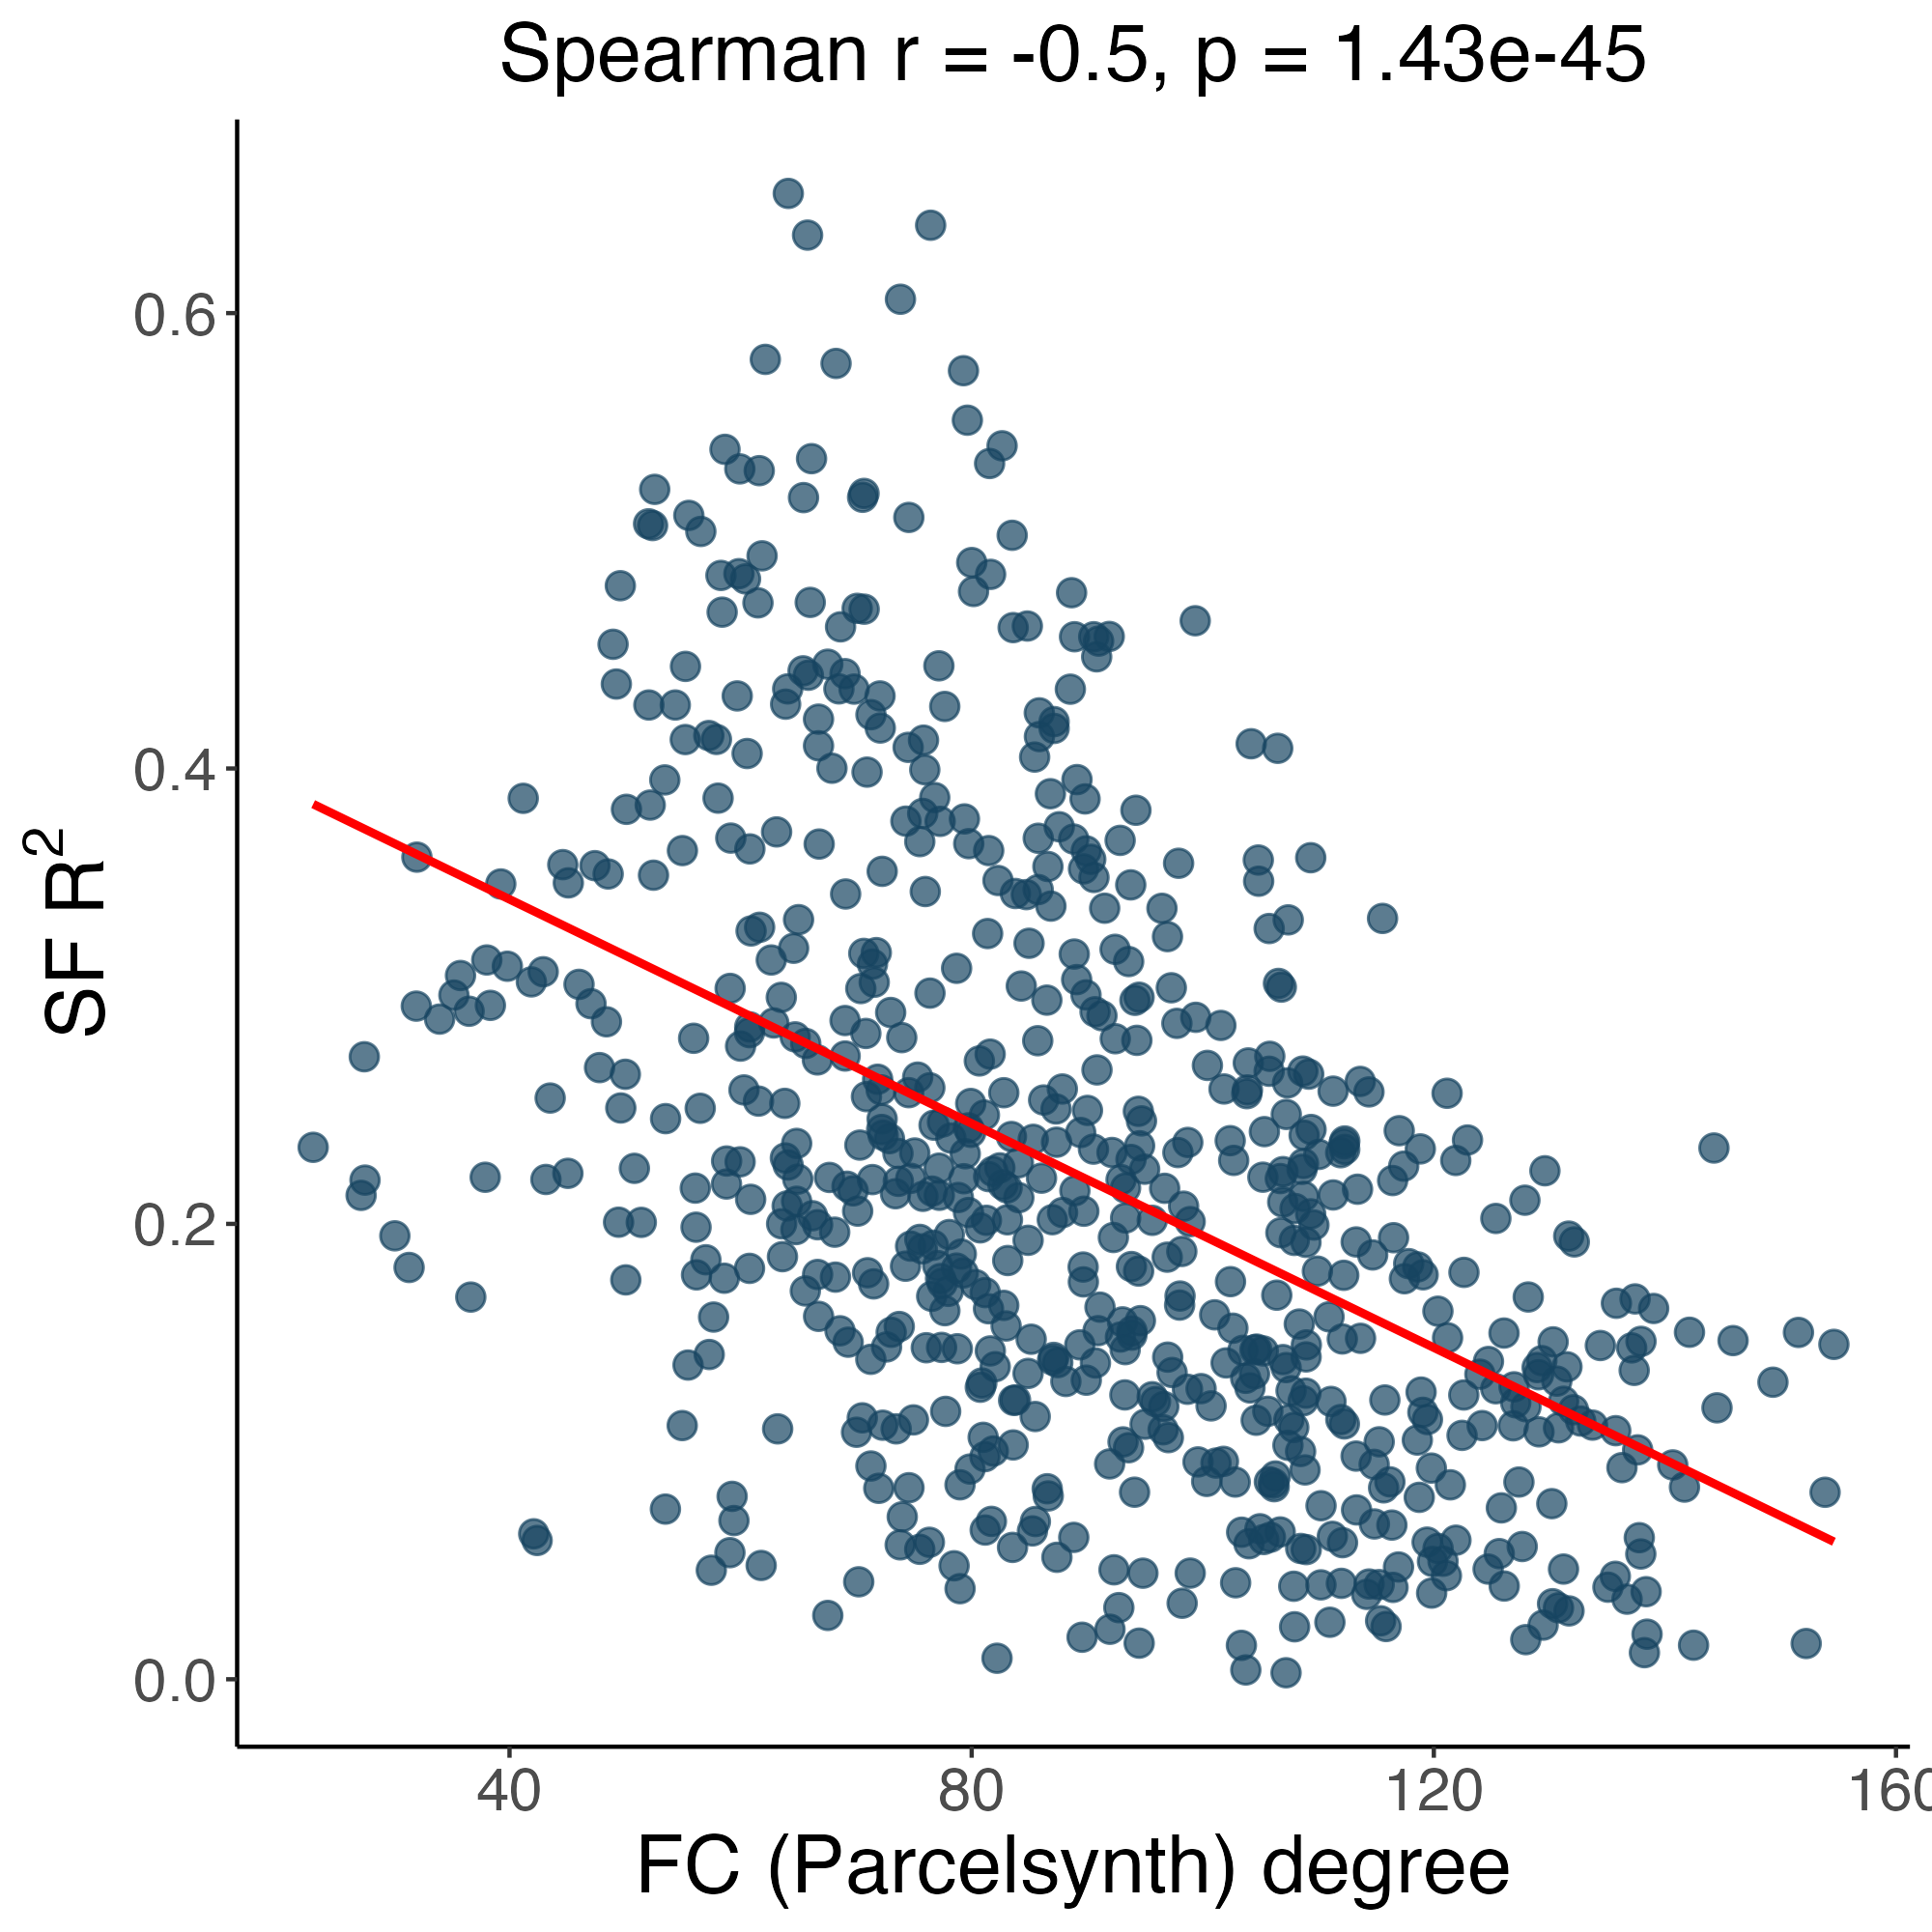 Spearman r = -0.5, p = 1.43e-45
0.6
0.4
0.2
0.0
SF R²
40 80 120 160
FC (Parcelsynth) degree